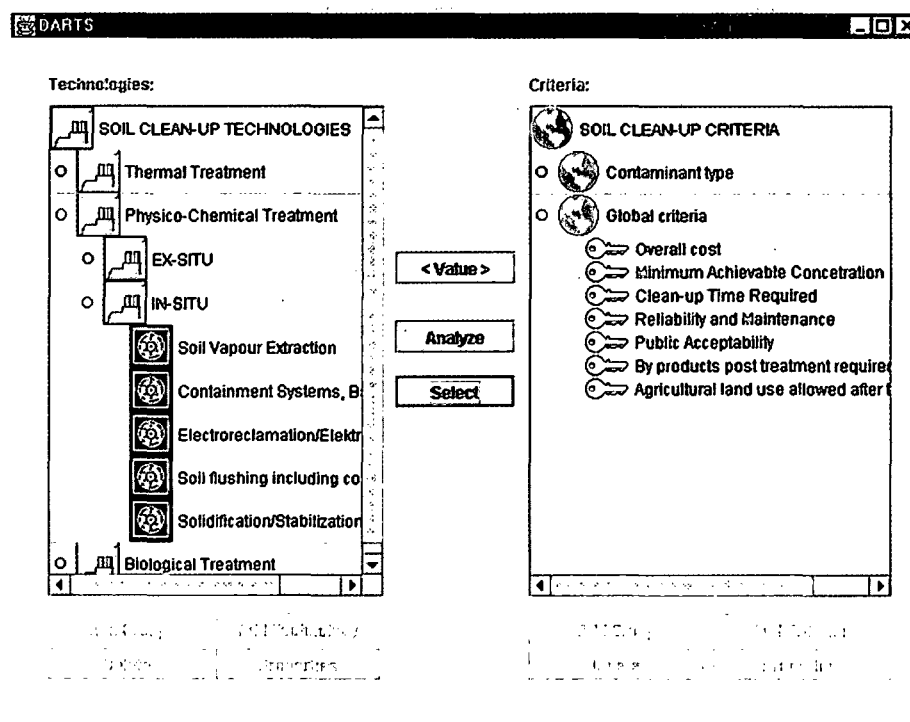 DARTS
Technologies:
SOIL CLEAN-UP TECHNOLOGIES
Thermal Treatment
Physico-Chemical Treatment
EX-SITU
IN-SITU
Soil Vapour Extraction
Containment Systems, B
Electroreclamation/Elektr
Soil flushing including co
Solidification/Stabilization
Biological Treatment
< Value >
Analyze
Select
Criteria:
SOIL CLEAN-UP CRITERIA
Contaminant type
Global criteria
Overall cost
Minimum Achievable Concetration
Clean-up Time Required
Reliability and Maintenance
Public Acceptability
By products post treatment require
Agricultural land use allowed after